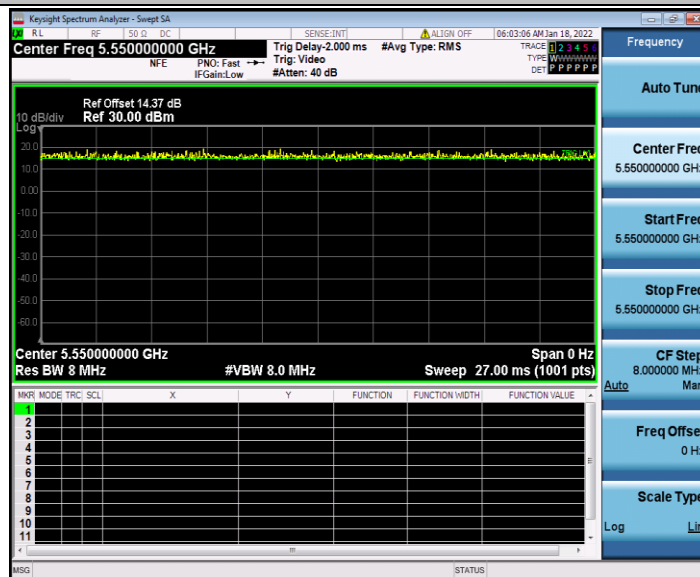 Keysight Spectrum Analyzer - Swept SA
RL RF 50 Ω DC SENSE:INT ALIGN OFF 06:03:06 AM Jan 18, 2022
Center Freq 5.550000000 GHz
NFE PNO: Fast IFGain:Low
Trig Delay-2.000 ms #Avg Type: RMS
Trig: Video
#Atten: 40 dB
TRACE 1 2 3 4 5 6
TYPE WWWWWW
DET P P P P P P
Ref Offset 14.37 dB
10 dB/div Ref 30.00 dBm
Log
20.0
10.0
0.00
-10.0
-20.0
-30.0
-40.0
-50.0
-60.0
Center 5.550000000 GHz Span 0 Hz
Res BW 8 MHz #VBW 8.0 MHz Sweep 27.00 ms (1001 pts)
MKR MODE TRC SCL X Y FUNCTION FUNCTION WIDTH FUNCTION VALUE
1
2
3
4
5
6
7
8
9
10
11
MSG STATUS
Frequency
Auto Tune
Center Freq
5.550000000 GHz
Start Freq
5.550000000 GHz
Stop Freq
5.550000000 GHz
CF Step
8.000000 MHz
Auto Man
Freq Offset
0 Hz
Scale Type
Log Lin